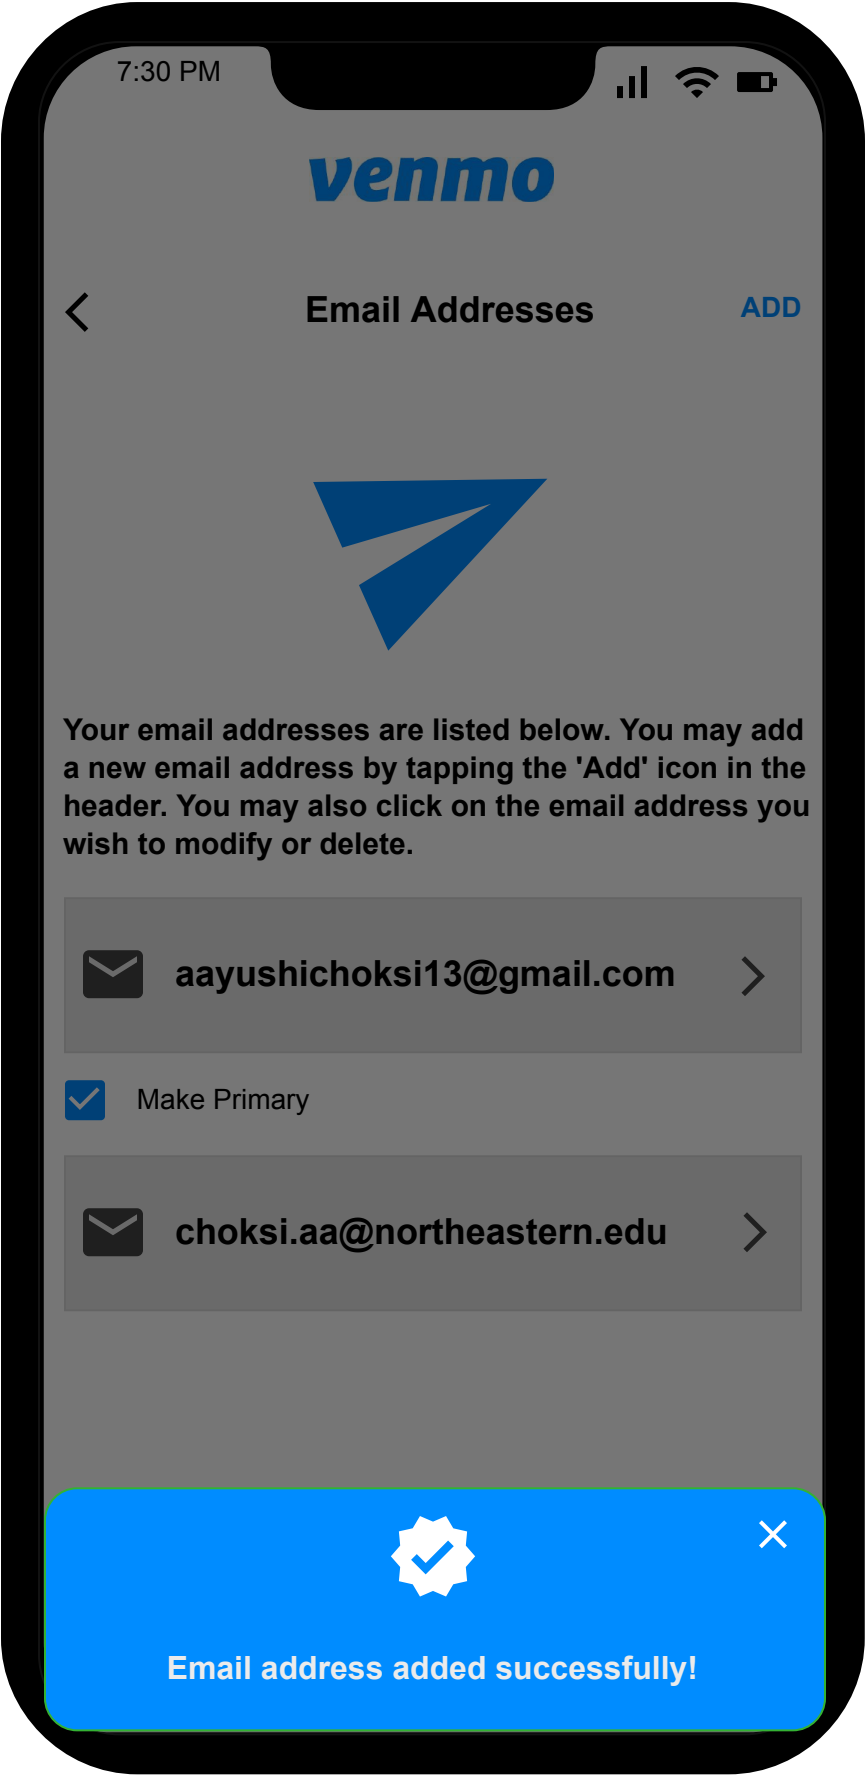 7:30 PM
venmo
Email Addresses
ADD
Your email addresses are listed below. You may add
a new email address by tapping the 'Add' icon in the
header. You may also click on the email address you
wish to modify or delete.
aayushichoksi13@gmail.com
Make Primary
choksi.aa@northeastern.edu
Email address added successfully!